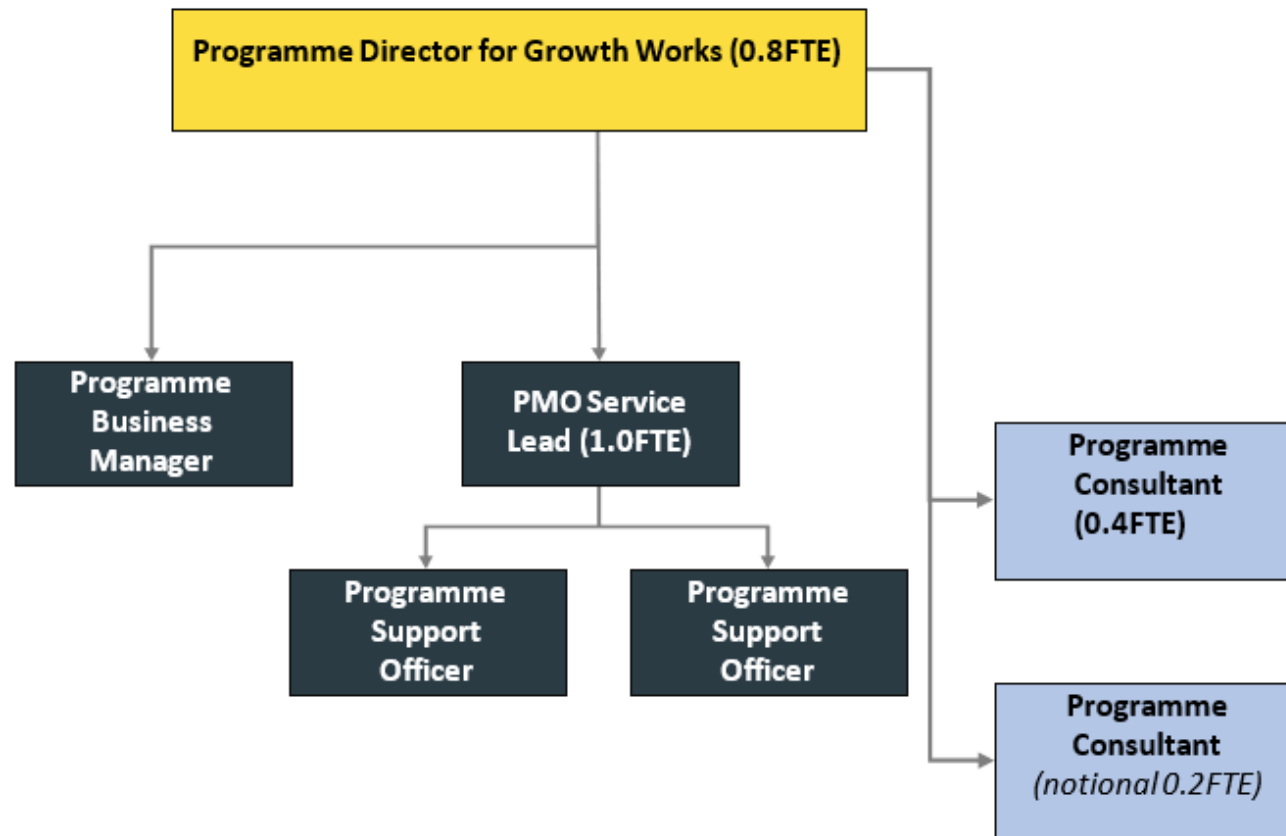 Programme Director for Growth Works (0.8FTE)
Programme
Business
Manager
PMO Service
Lead (1.0FTE)
Programme
Consultant
(0.4FTE)
Programme
Support
Officer
Programme
Support
Officer
Programme
Consultant
(notional 0.2FTE)